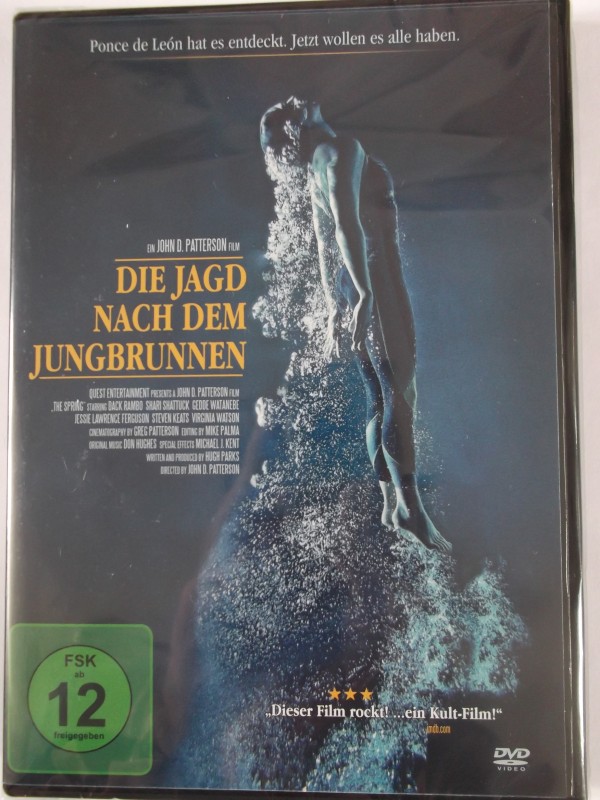 Ponce de León hat es entdeckt. Jetzt wollen es alle haben.
EIN JOHN D. PATTERSON FILM
DIE JAGD
NACH DEM
JUNGBRUNNEN
QUEST ENTERTAINMENT PRESENTS A JOHN D. PATTERSON FILM
„THE SPRING" STARRING DACK RAMBO SHARI SHATTUCK GEDDE WATANEBE
JESSIE LAWRENCE FERGUSON STEVEN KEATS VIRGINIA WATSON
CINEMATOGRAPHY BY GREG PATTERSON EDITING BY MIKE PALMA
ORIGINAL MUSIC DON HUGHES SPECIAL EFFECTS MICHAEL J. KENT
WRITTEN AND PRODUCED BY HUGH PARKS
DIRECTED BY JOHN D. PATTERSON
FSK
ab
12
freigegeben
„Dieser Film rockt! ...ein Kult-Film!"
imdb.com
DVD
VIDEO